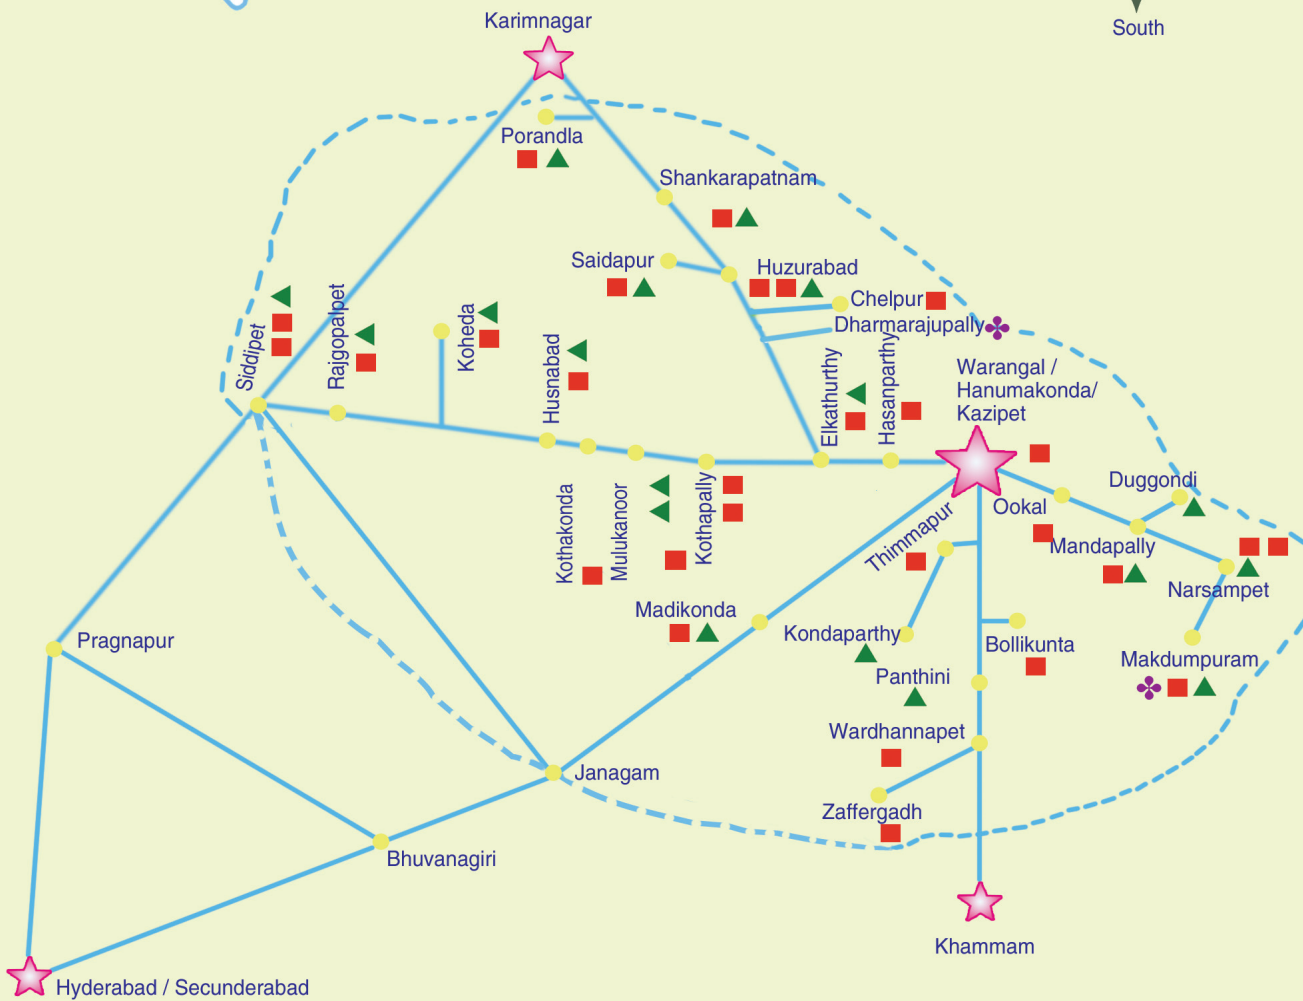 Karimnagar
South
Porandla
Shankarapatnam
Saidapur
Huzurabad
Chelpur
Dharmarajupally
Siddipet
Rajgopalpet
Koheda
Husnabad
Elkathurthy
Hasanparthy
Warangal /
Hanumakonda/
Kazipet
Duggondi
Ookal
Mandapally
Narsampet
Kothakonda
Mulukanoor
Kothapally
Thimmapur
Madikonda
Kondaparthy
Bollikunta
Makdumpuram
Pragnapur
Panthini
Wardhannapet
Janagam
Zaffergadh
Bhuvanagiri
Khammam
Hyderabad / Secunderabad